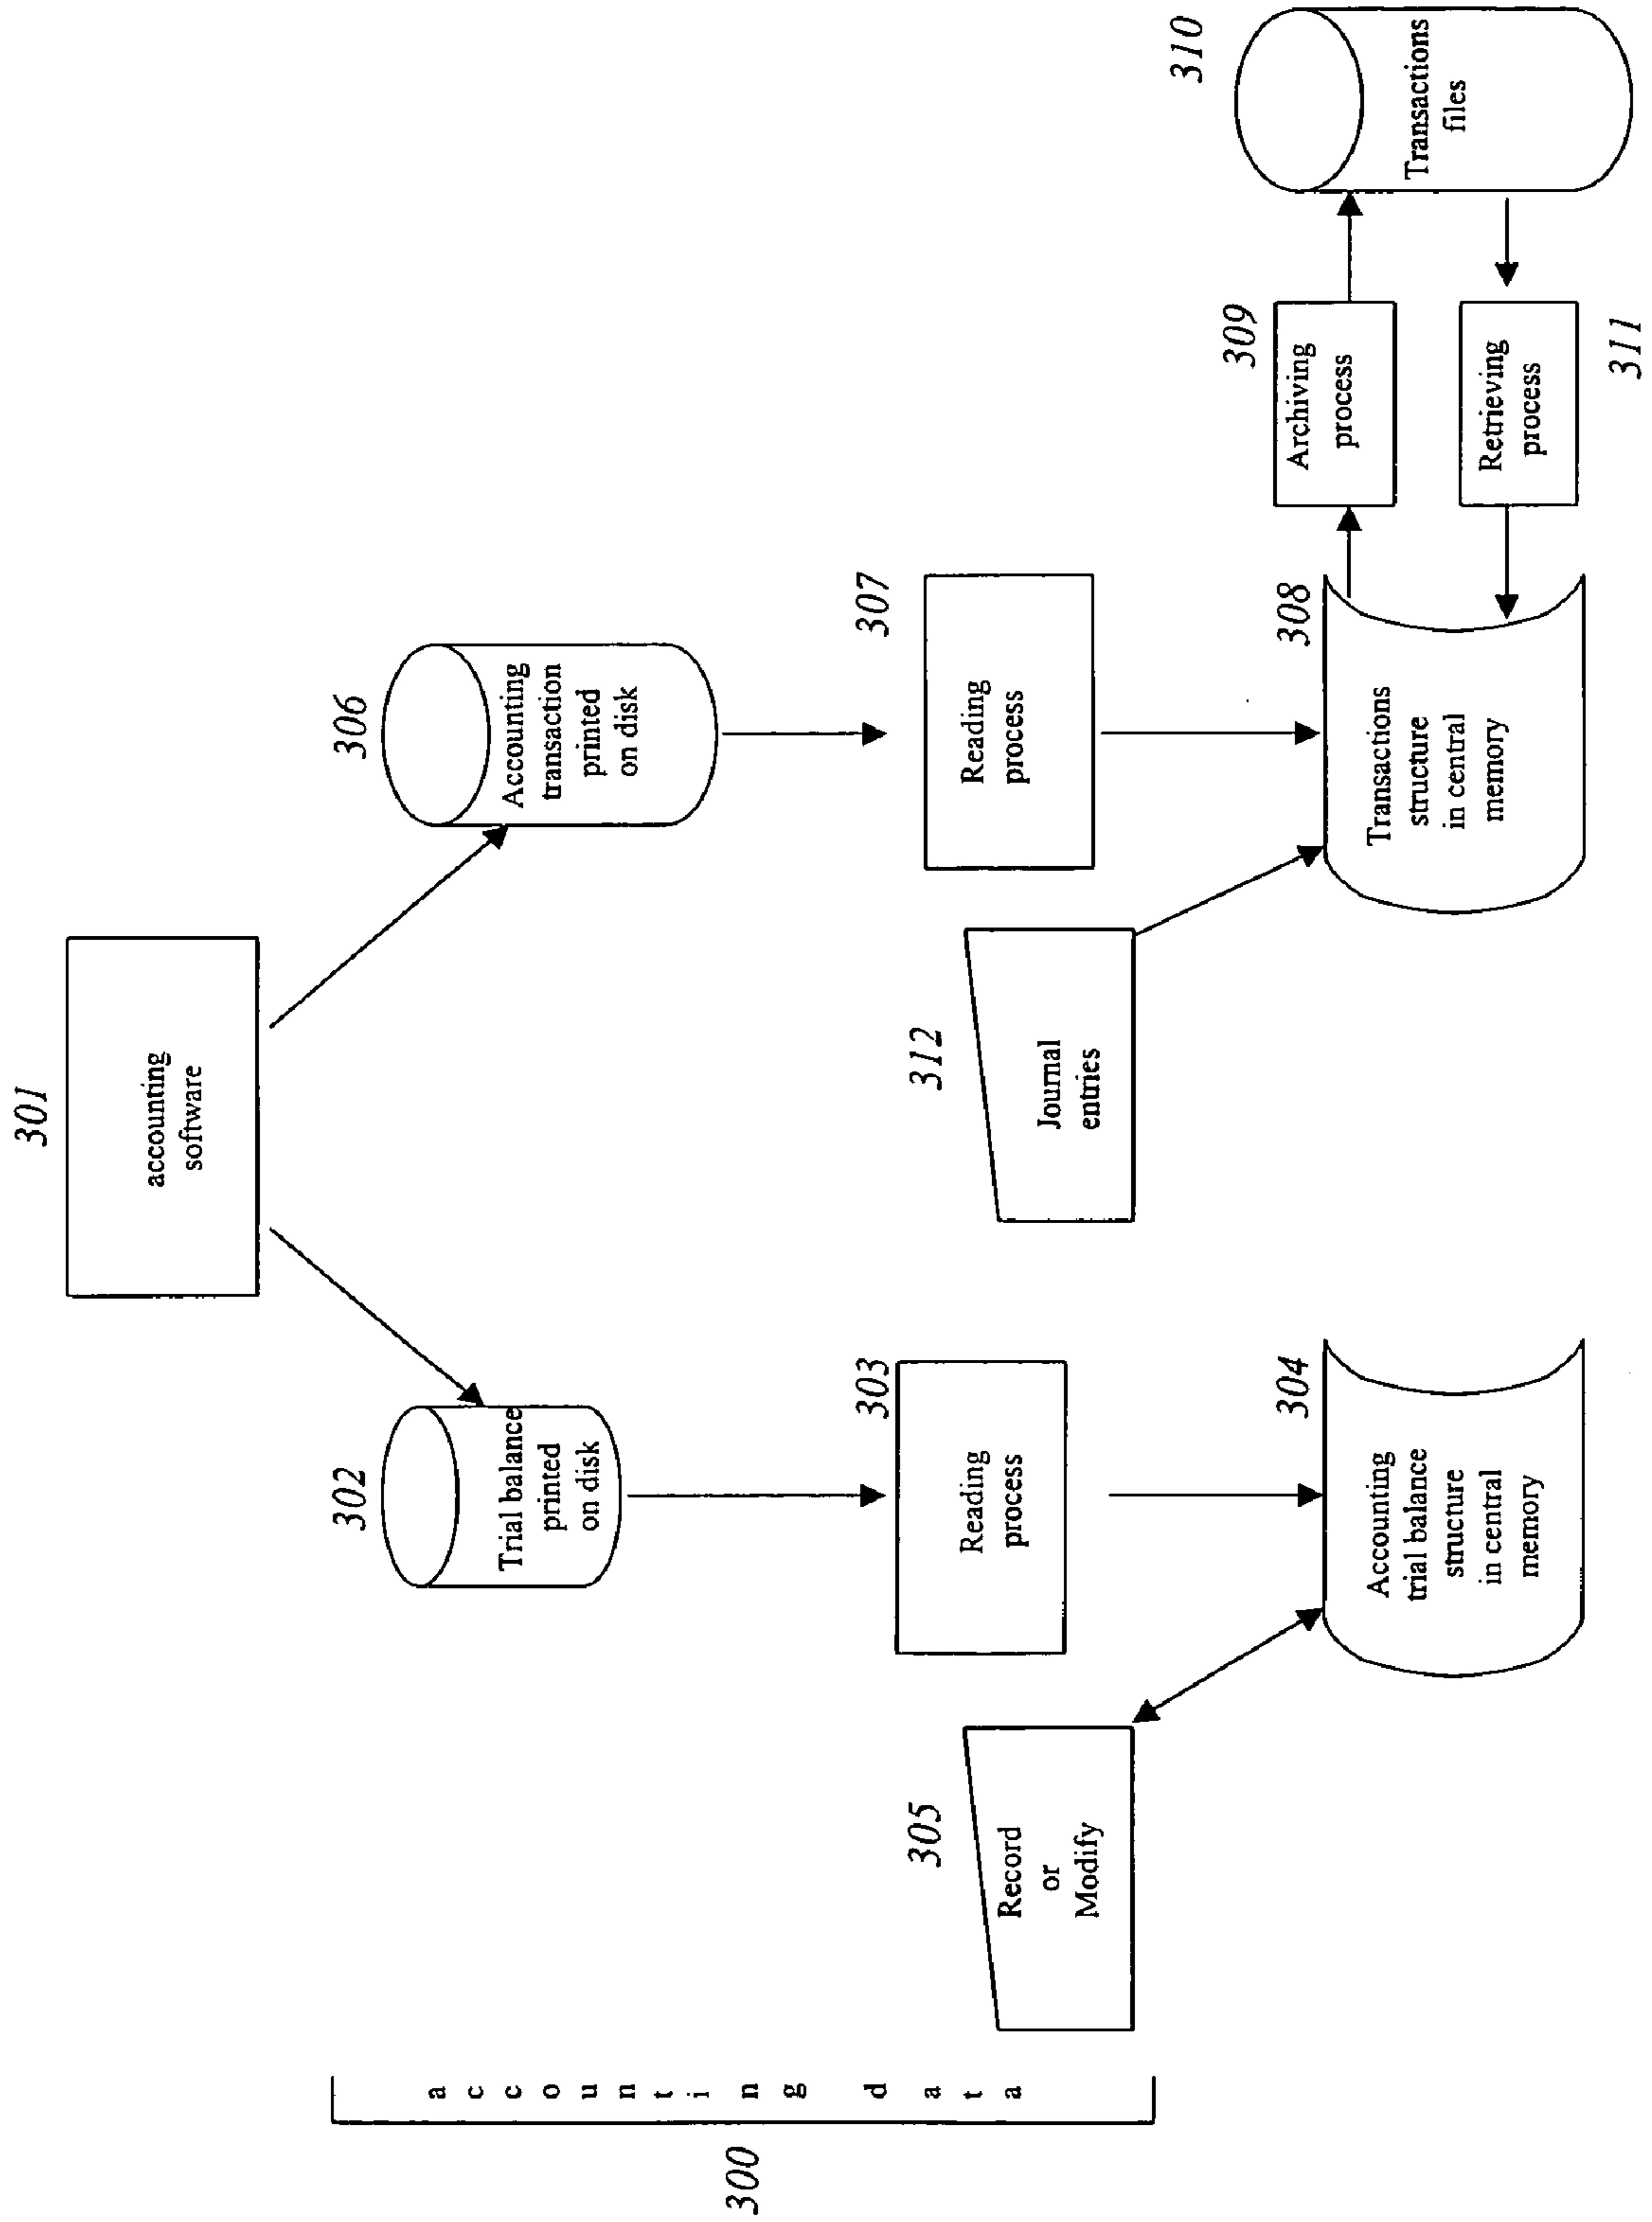 301
accounting
software
302
Trial balance
printed
on disk
306
Accounting
transaction
printed
on disk
300
accounting data
303
Reading
process
307
Reading
process
305
Record
or
Modify
312
Journal
entries
304
Accounting
trial balance
structure
in central
memory
308
Transactions
structure
in central
memory
309
Archiving
process
310
Transactions
files
Retrieving
process
311